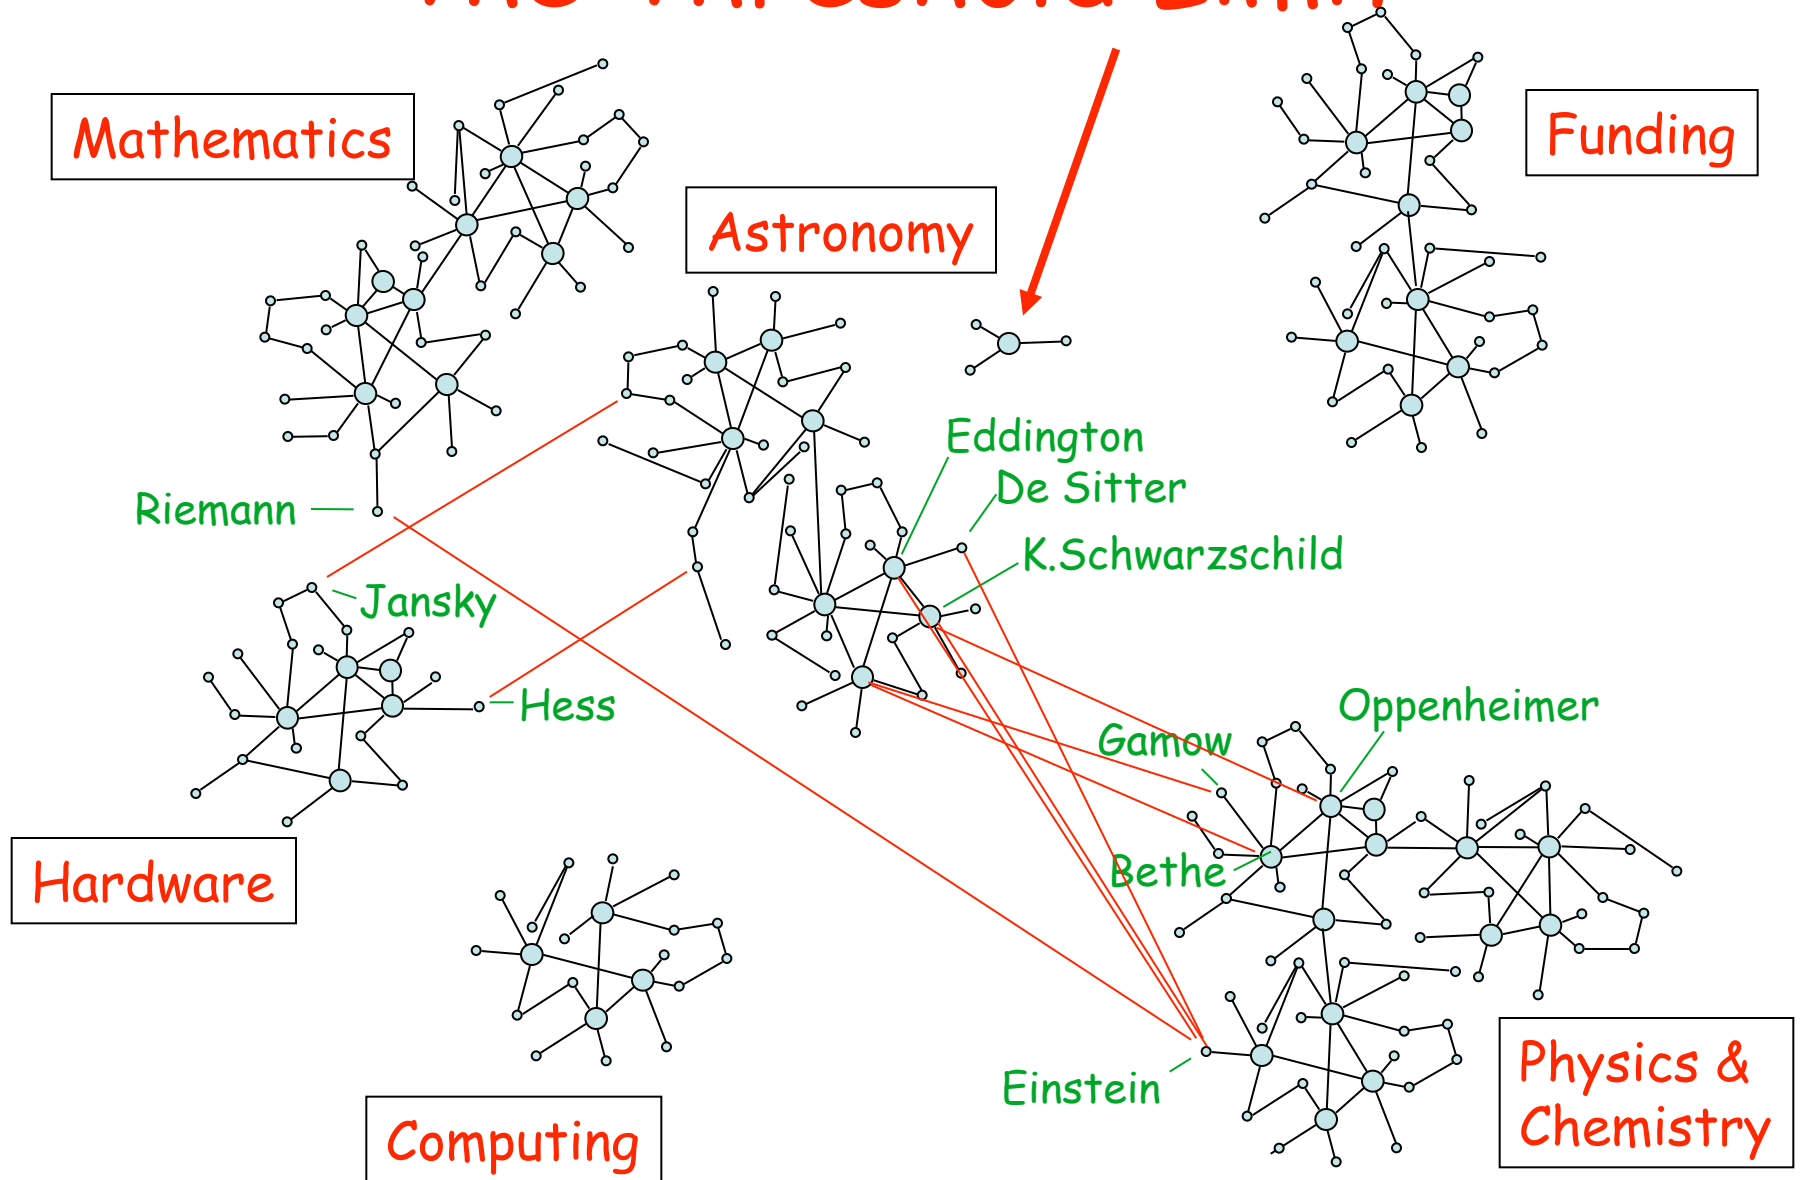 Mathematics
Funding
Astronomy
Eddington
De Sitter
K.Schwarzschild
Riemann
Jansky
Hess
Oppenheimer
Gamow
Bethe
Hardware
Einstein
Physics &
Chemistry
Computing